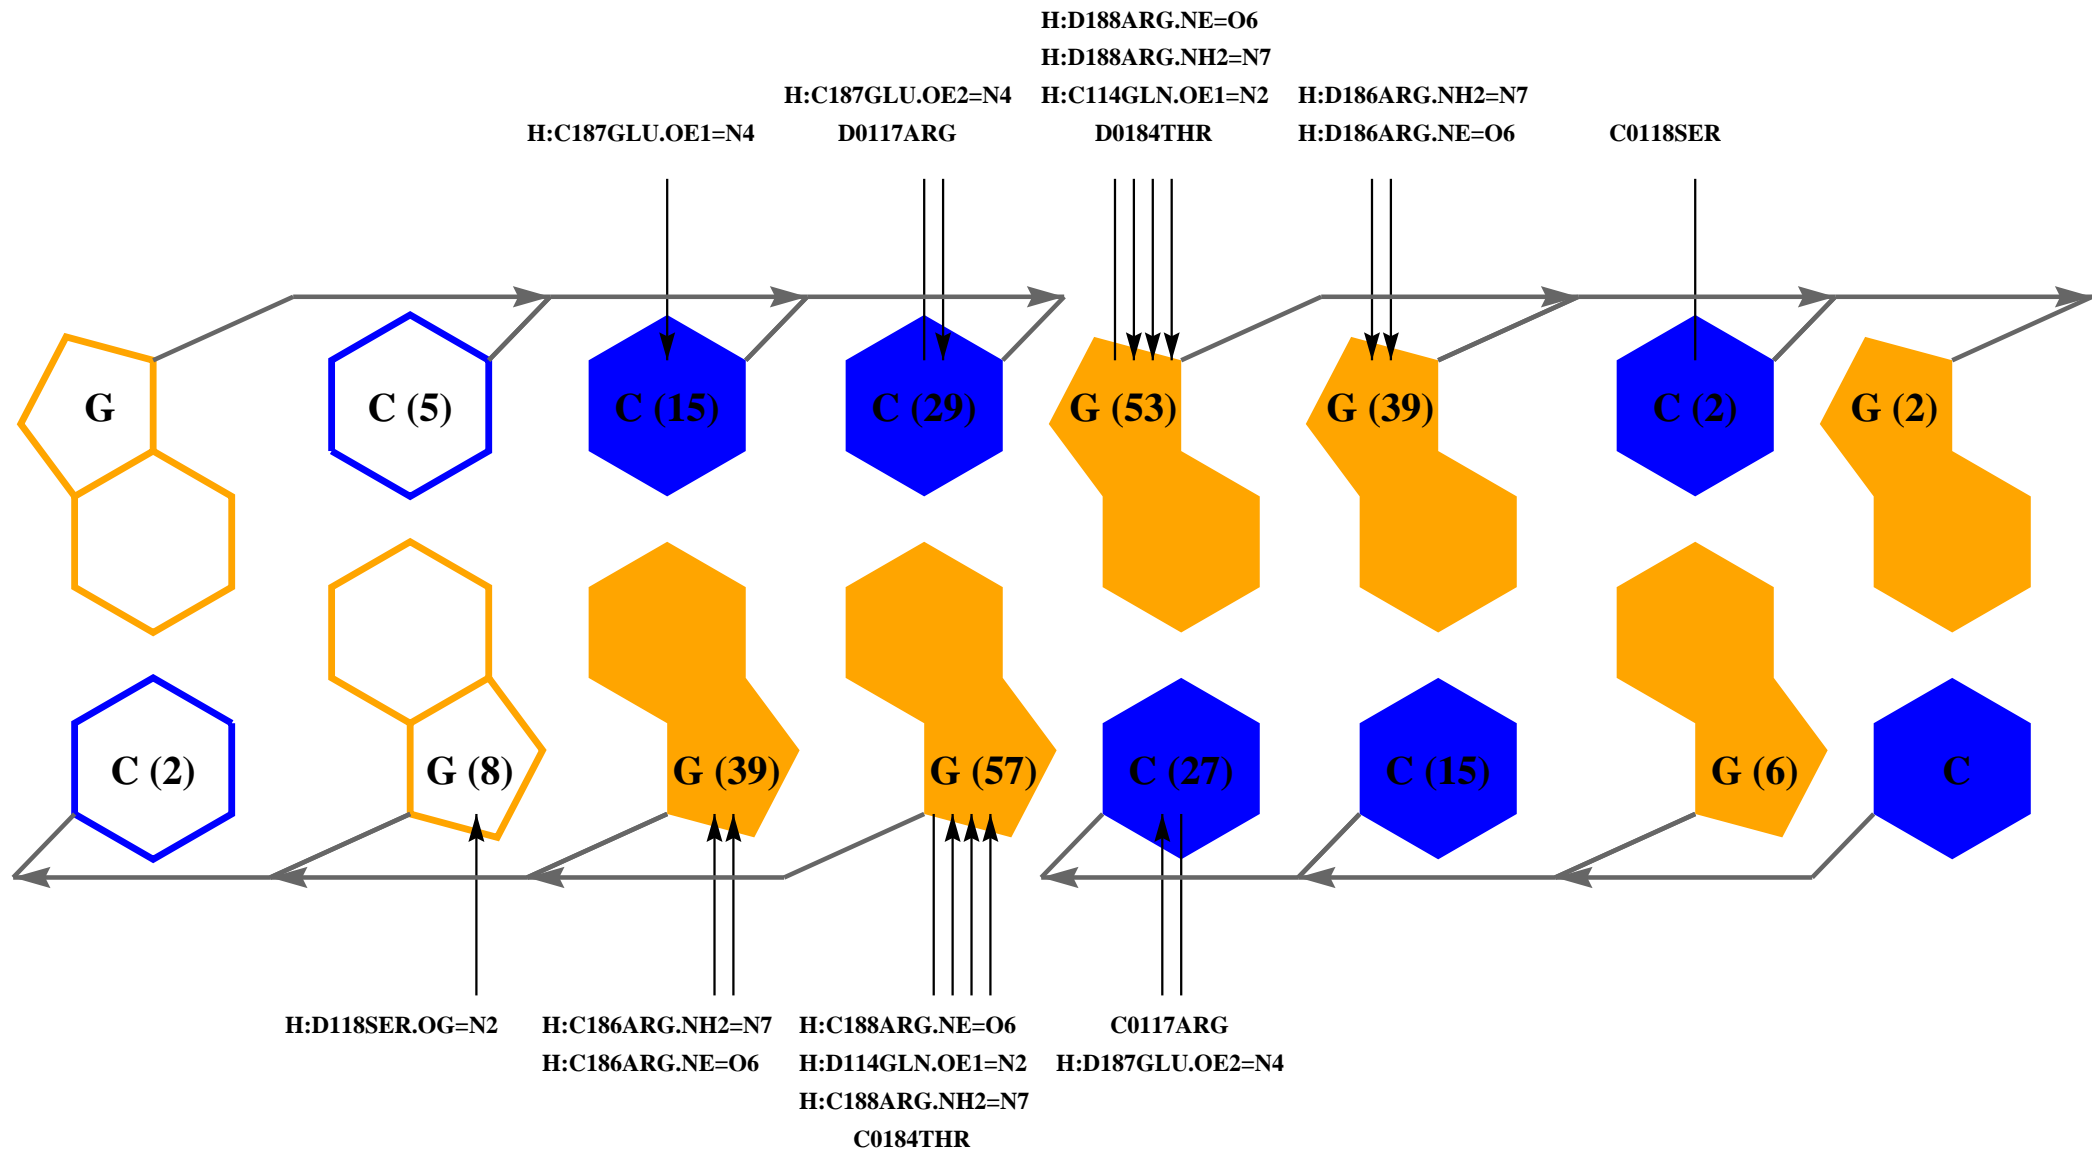 H:D188ARG.NE=O6
H:D188ARG.NH2=N7
H:C187GLU.OE2=N4 H:C114GLN.OE1=N2 H:D186ARG.NH2=N7
H:C187GLU.OE1=N4 D0117ARG D0184THR H:D186ARG.NE=O6 C0118SER
G C (5) C (15) C (29) G (53) G (39) C (2) G (2)
C (2) G (8) G (39) G (57) C (27) C (15) G (6) C
H:D118SER.OG=N2 H:C186ARG.NH2=N7 H:C188ARG.NE=O6 C0117ARG
H:C186ARG.NE=O6 H:D114GLN.OE1=N2 H:D187GLU.OE2=N4
H:C188ARG.NH2=N7
C0184THR